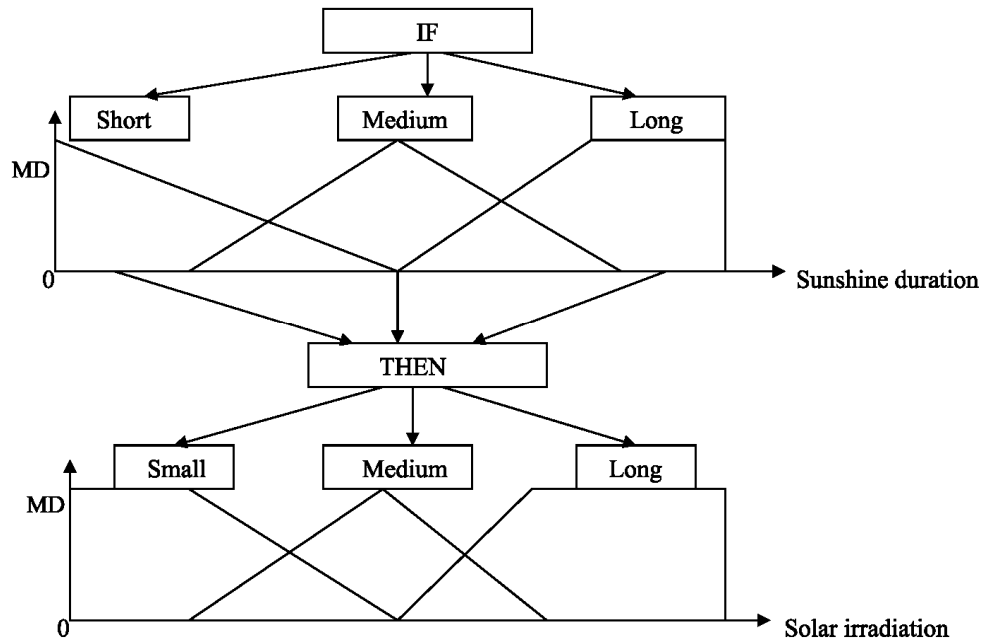 IF
Short
Medium
Long
MD
0
Sunshine duration
THEN
Small
Medium
Long
MD
0
Solar irradiation